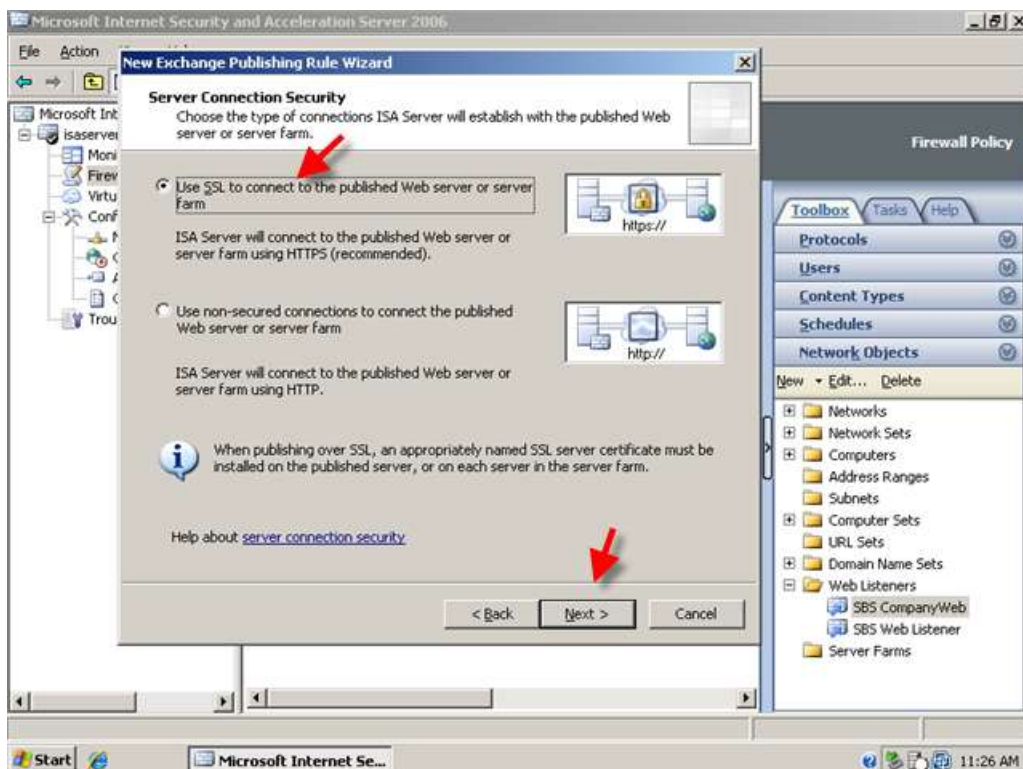 Microsoft Internet Security and Acceleration Server 2006
File Action
New Exchange Publishing Rule Wizard
Server Connection Security
Choose the type of connections ISA Server will establish with the published Web
server or server farm.
Use SSL to connect to the published Web server or server
farm
https://
ISA Server will connect to the published Web server or
server farm using HTTPS (recommended).
Use non-secured connections to connect the published
Web server or server farm
http://
ISA Server will connect to the published Web server or
server farm using HTTP.
When publishing over SSL, an appropriately named SSL server certificate must be
installed on the published server, or on each server in the server farm.
Help about server connection security
< Back Next > Cancel
Microsoft Int
isaserver
Moni
Firew
Virtu
Conf
Trou
Firewall Policy
Toolbox Tasks Help
Protocols
Users
Content Types
Schedules
Network Objects
New Edit... Delete
Networks
Network Sets
Computers
Address Ranges
Subnets
Computer Sets
URL Sets
Domain Name Sets
Web Listeners
SBS CompanyWeb
SBS Web Listener
Server Farms
Start Microsoft Internet Se... 11:26 AM